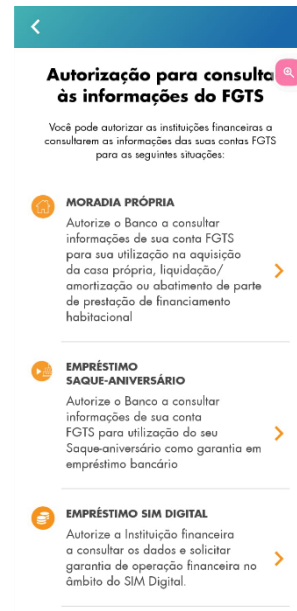 Autorização para consulta
às informações do FGTS
Você pode autorizar as instituições financeiras a
consultarem as informações das suas contas FGTS
para as seguintes situações:
MORADIA PRÓPRIA
Autorize o Banco a consultar
informações de sua conta FGTS
para sua utilização na aquisição
da casa própria, liquidação/
amortização ou abatimento de parte
de prestação de financiamento
habitacional
EMPRÉSTIMO
SAQUE-ANIVERSÁRIO
Autorize o Banco a consultar
informações de sua conta
FGTS para utilização do seu
Saque-aniversário como garantia em
empréstimo bancário
EMPRÉSTIMO SIM DIGITAL
Autorize a Instituição financeira
a consultar os dados e solicitar
garantia de operação financeira no
âmbito do SIM Digital.